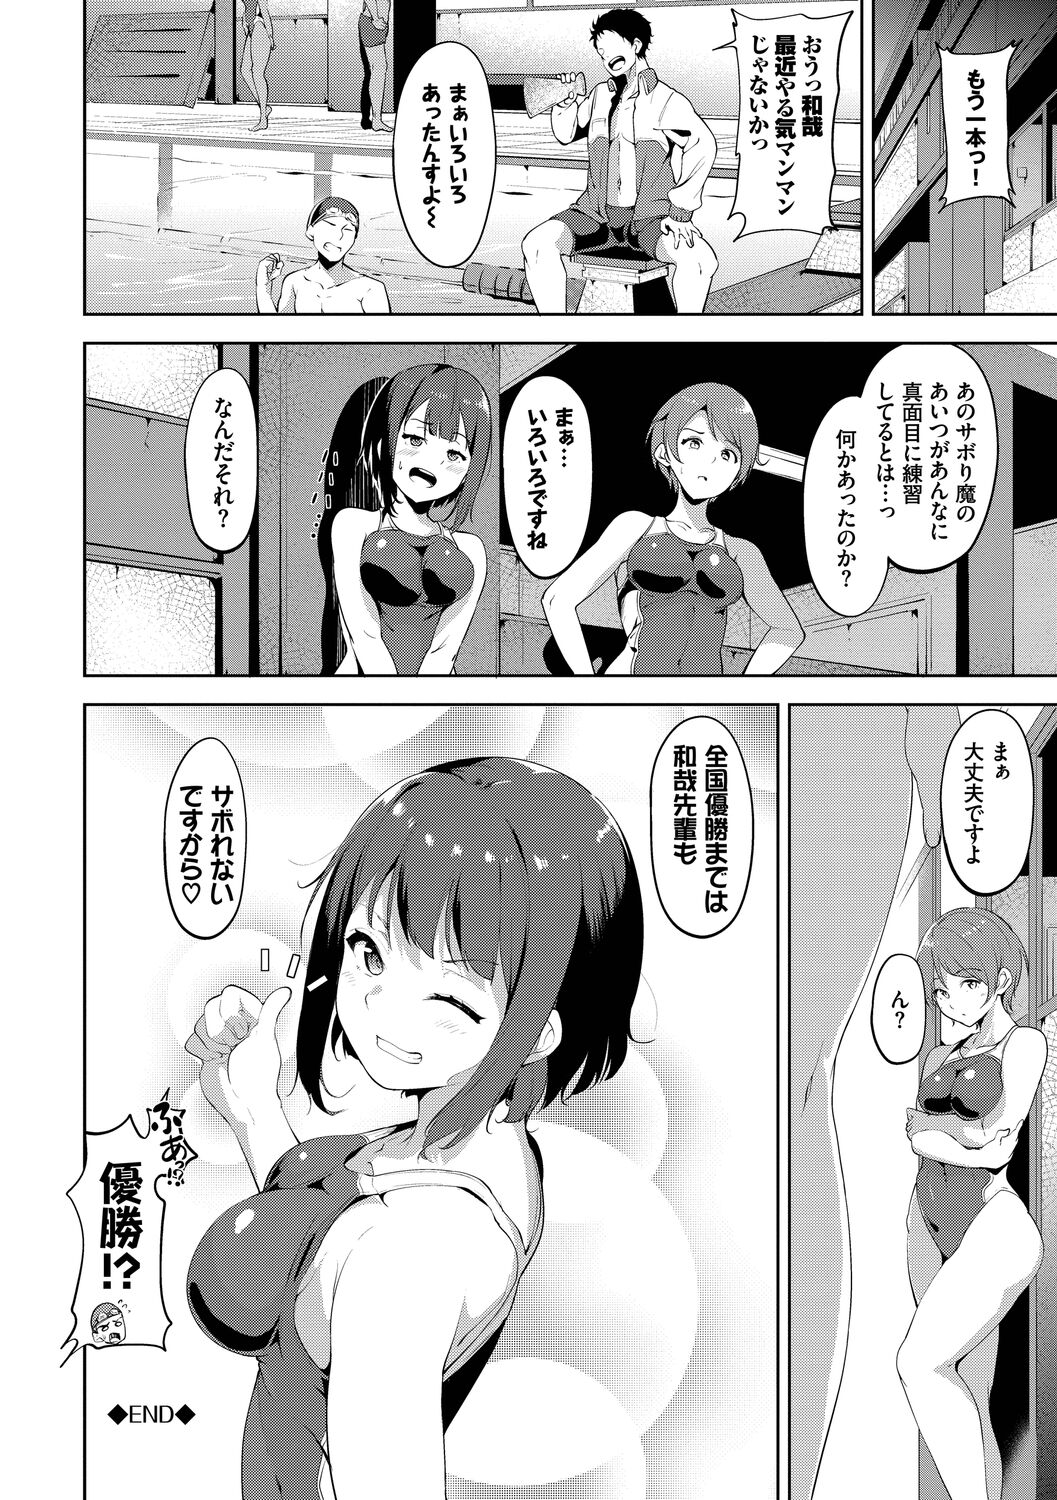 もう一本っ！
おうっ和哉
最近やる気マンマン
じゃないかっ
まぁいろいろ
あったんすよ〜
あのサボり魔の
あいつがあんなに
真面目に練習
してるとは…っ
何かあったのか？
まぁ…
いろいろですね
なんだそれ？
まぁ
大丈夫ですよ
ん？
全国優勝までは
和哉先輩も
サボれない
ですから♡
ふぁっ!?
優勝!?
◆END◆